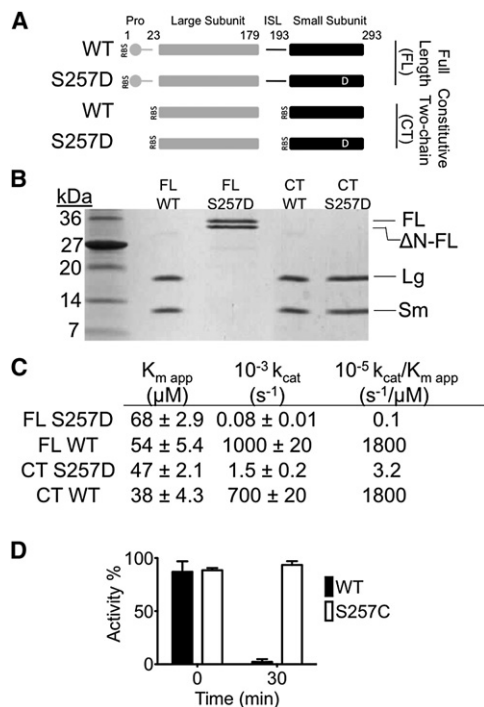 A
Pro Large Subunit ISL Small Subunit
1 23 179 193 293
WT RBS
S257D RBS D
WT RBS RBS
S257D RBS RBS D
Full Length (FL)
Constitutive Two-chain (CT)
B
kDa FL WT FL S257D CT WT CT S257D
36 FL
27 ΔN-FL
20 Lg
14 Sm
7
C
Km app (µM) 10-3 kcat (s-1) 10-5 kcat/Km app (s-1/µM)
FL S257D 68 ± 2.9 0.08 ± 0.01 0.1
FL WT 54 ± 5.4 1000 ± 20 1800
CT S257D 47 ± 2.1 1.5 ± 0.2 3.2
CT WT 38 ± 4.3 700 ± 20 1800
D
Activity %
100
50
0
0 30
Time (min)
WT
S257C